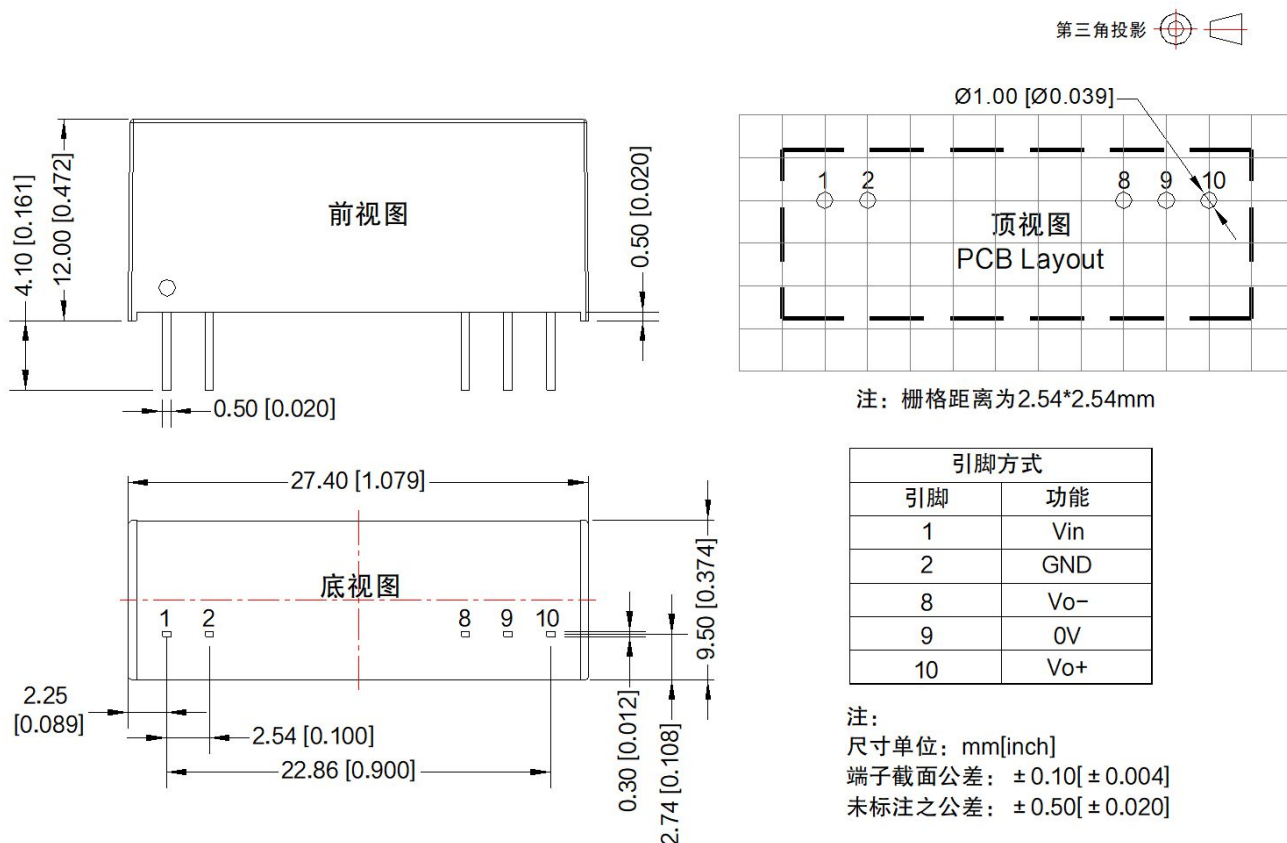 第三角投影
Ø1.00 [Ø0.039]
4.10 [0.161]
12.00 [0.472]
前视图
0.50 [0.020]
0.50 [0.020]
1 2 8 9 10
顶视图
PCB Layout
注：栅格距离为2.54*2.54mm
27.40 [1.079]
底视图
1 2 8 9 10
9.50 [0.374]
2.25
[0.089]
2.54 [0.100]
22.86 [0.900]
0.30 [0.012]
2.74 [0.108]
引脚方式
引脚 功能
1 Vin
2 GND
8 Vo−
9 0V
10 Vo+
注：
尺寸单位：mm[inch]
端子截面公差：±0.10[±0.004]
未标注之公差：±0.50[±0.020]